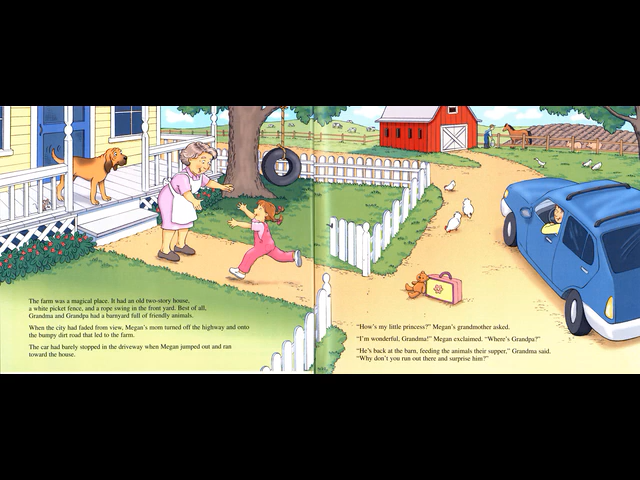 The farm was a magical place. It had an old two-story house,
a white picket fence, and a rope swing in the front yard. Best of all,
Grandma and Grandpa had a barnyard full of friendly animals.
When the city had faded from view, Megan's mom turned off the highway and onto
the bumpy dirt road that led to the farm.
The car had barely stopped in the driveway when Megan jumped out and ran
toward the house.
"How's my little princess?" Megan's grandmother asked.
"I'm wonderful, Grandma!" Megan exclaimed. "Where's Grandpa?"
"He's back at the barn, feeding the animals their supper," Grandma said.
"Why don't you run out there and surprise him?"